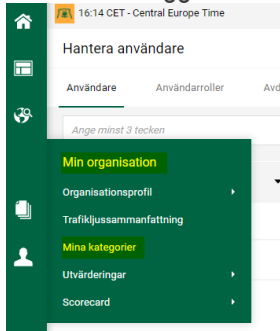 16:14 CET - Central Europe Time
Hantera användare
Användare Användarroller
Ange minst 3 tecken
Min organisation
Organisationsprofil
Trafikljussammanfattning
Mina kategorier
Utvärderingar
Scorecard